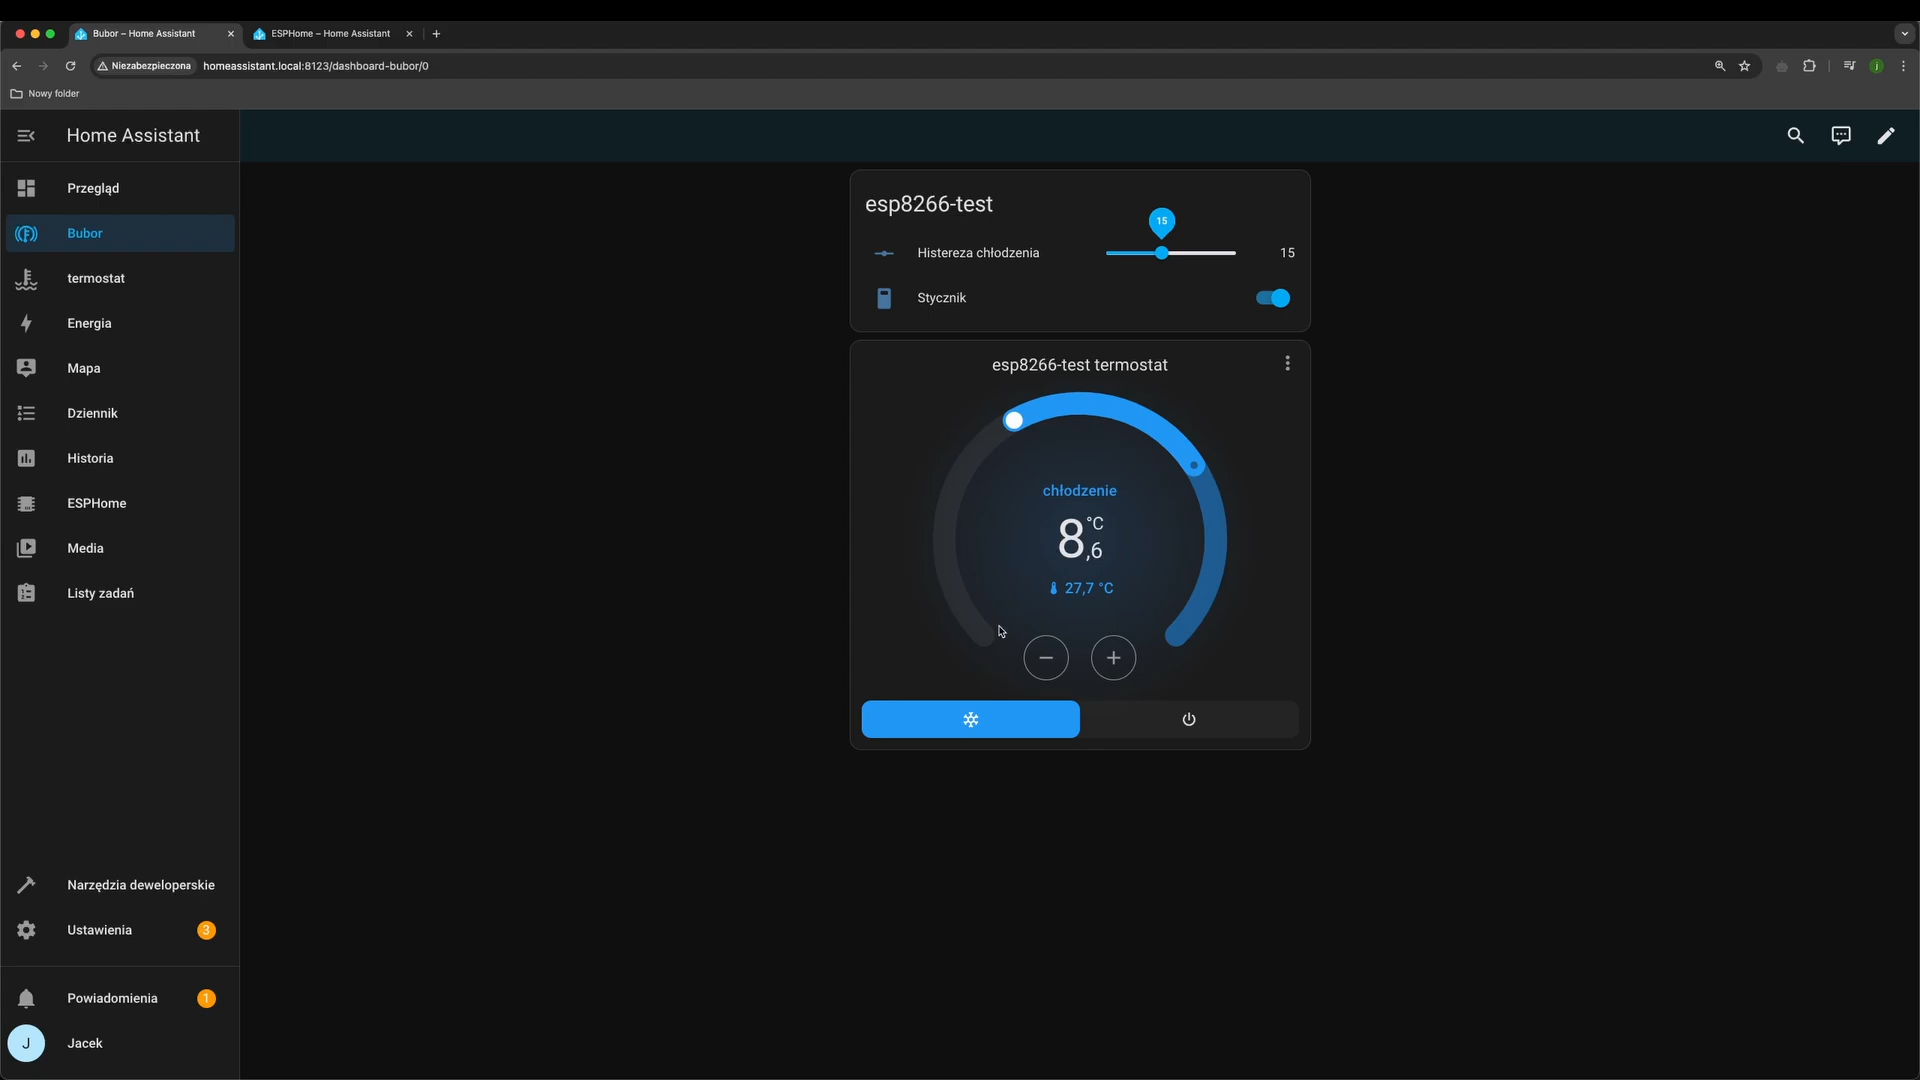 Bubor – Home Assistant
ESPHome – Home Assistant
Niezabezpieczona
homeassistant.local:8123/dashboard-bubor/0
j
Nowy folder
Home Assistant
Przegląd
Bubor
termostat
Energia
Mapa
Dziennik
Historia
ESPHome
Media
Listy zadań
Narzędzia deweloperskie
Ustawienia 3
Powiadomienia 1
J Jacek
esp8266-test
15
Histereza chłodzenia 15
Stycznik
esp8266-test termostat
chłodzenie
8,6 °C
27,7 °C